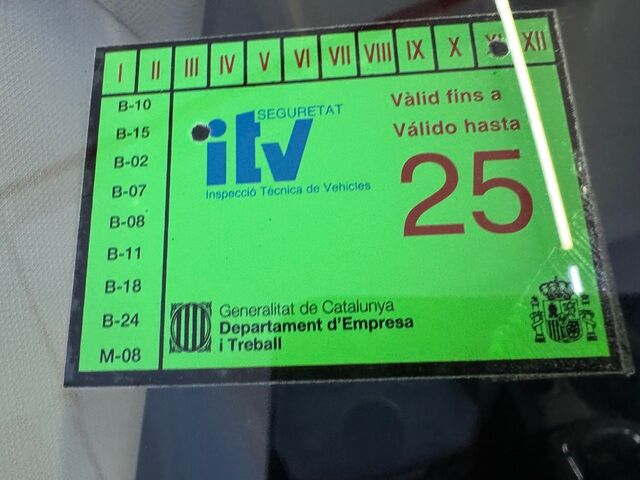 I II III IV V VI VII VIII IX X XI XII
B-10
B-15
B-02
B-07
B-08
B-11
B-18
B-24
M-08
SEGURETAT
itv
Inspecció Tècnica de Vehicles
Vàlid fins a
Válido hasta
25
Generalitat de Catalunya
Departament d'Empresa
i Treball